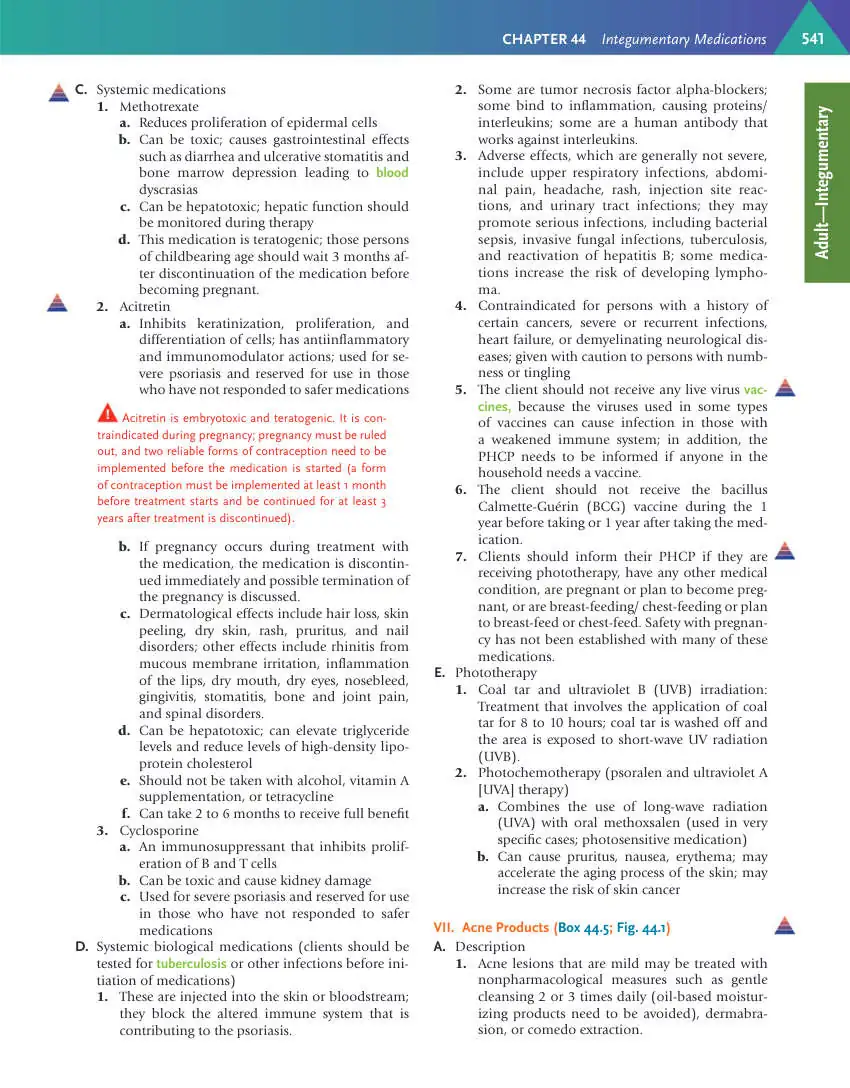 CHAPTER 44 Integumentary Medications 541
C. Systemic medications
1. Methotrexate
a. Reduces proliferation of epidermal cells
b. Can be toxic; causes gastrointestinal effects
such as diarrhea and ulcerative stomatitis and
bone marrow depression leading to blood
dyscrasias
c. Can be hepatotoxic; hepatic function should
be monitored during therapy
d. This medication is teratogenic; those persons
of childbearing age should wait 3 months af-
ter discontinuation of the medication before
becoming pregnant.
2. Acitretin
a. Inhibits keratinization, proliferation, and
differentiation of cells; has antiinflammatory
and immunomodulator actions; used for se-
vere psoriasis and reserved for use in those
who have not responded to safer medications
! Acitretin is embryotoxic and teratogenic. It is con-
traindicated during pregnancy; pregnancy must be ruled
out, and two reliable forms of contraception need to be
implemented before the medication is started (a form
of contraception must be implemented at least 1 month
before treatment starts and be continued for at least 3
years after treatment is discontinued).
b. If pregnancy occurs during treatment with
the medication, the medication is discontin-
ued immediately and possible termination of
the pregnancy is discussed.
c. Dermatological effects include hair loss, skin
peeling, dry skin, rash, pruritus, and nail
disorders; other effects include rhinitis from
mucous membrane irritation, inflammation
of the lips, dry mouth, dry eyes, nosebleed,
gingivitis, stomatitis, bone and joint pain,
and spinal disorders.
d. Can be hepatotoxic; can elevate triglyceride
levels and reduce levels of high-density lipo-
protein cholesterol
e. Should not be taken with alcohol, vitamin A
supplementation, or tetracycline
f. Can take 2 to 6 months to receive full benefit
3. Cyclosporine
a. An immunosuppressant that inhibits prolif-
eration of B and T cells
b. Can be toxic and cause kidney damage
c. Used for severe psoriasis and reserved for use
in those who have not responded to safer
medications
D. Systemic biological medications (clients should be
tested for tuberculosis or other infections before ini-
tiation of medications)
1. These are injected into the skin or bloodstream;
they block the altered immune system that is
contributing to the psoriasis.
2. Some are tumor necrosis factor alpha-blockers;
some bind to inflammation, causing proteins/
interleukins; some are a human antibody that
works against interleukins.
3. Adverse effects, which are generally not severe,
include upper respiratory infections, abdomi-
nal pain, headache, rash, injection site reac-
tions, and urinary tract infections; they may
promote serious infections, including bacterial
sepsis, invasive fungal infections, tuberculosis,
and reactivation of hepatitis B; some medica-
tions increase the risk of developing lympho-
ma.
4. Contraindicated for persons with a history of
certain cancers, severe or recurrent infections,
heart failure, or demyelinating neurological dis-
eases; given with caution to persons with numb-
ness or tingling
5. The client should not receive any live virus vac-
cines, because the viruses used in some types
of vaccines can cause infection in those with
a weakened immune system; in addition, the
PHCP needs to be informed if anyone in the
household needs a vaccine.
6. The client should not receive the bacillus
Calmette-Guérin (BCG) vaccine during the 1
year before taking or 1 year after taking the med-
ication.
7. Clients should inform their PHCP if they are
receiving phototherapy, have any other medical
condition, are pregnant or plan to become preg-
nant, or are breast-feeding/ chest-feeding or plan
to breast-feed or chest-feed. Safety with pregnan-
cy has not been established with many of these
medications.
E. Phototherapy
1. Coal tar and ultraviolet B (UVB) irradiation:
Treatment that involves the application of coal
tar for 8 to 10 hours; coal tar is washed off and
the area is exposed to short-wave UV radiation
(UVB).
2. Photochemotherapy (psoralen and ultraviolet A
[UVA] therapy)
a. Combines the use of long-wave radiation
(UVA) with oral methoxsalen (used in very
specific cases; photosensitive medication)
b. Can cause pruritus, nausea, erythema; may
accelerate the aging process of the skin; may
increase the risk of skin cancer
VII. Acne Products (Box 44.5; Fig. 44.1)
A. Description
1. Acne lesions that are mild may be treated with
nonpharmacological measures such as gentle
cleansing 2 or 3 times daily (oil-based moistur-
izing products need to be avoided), dermabra-
sion, or comedo extraction.
Adult—Integumentary